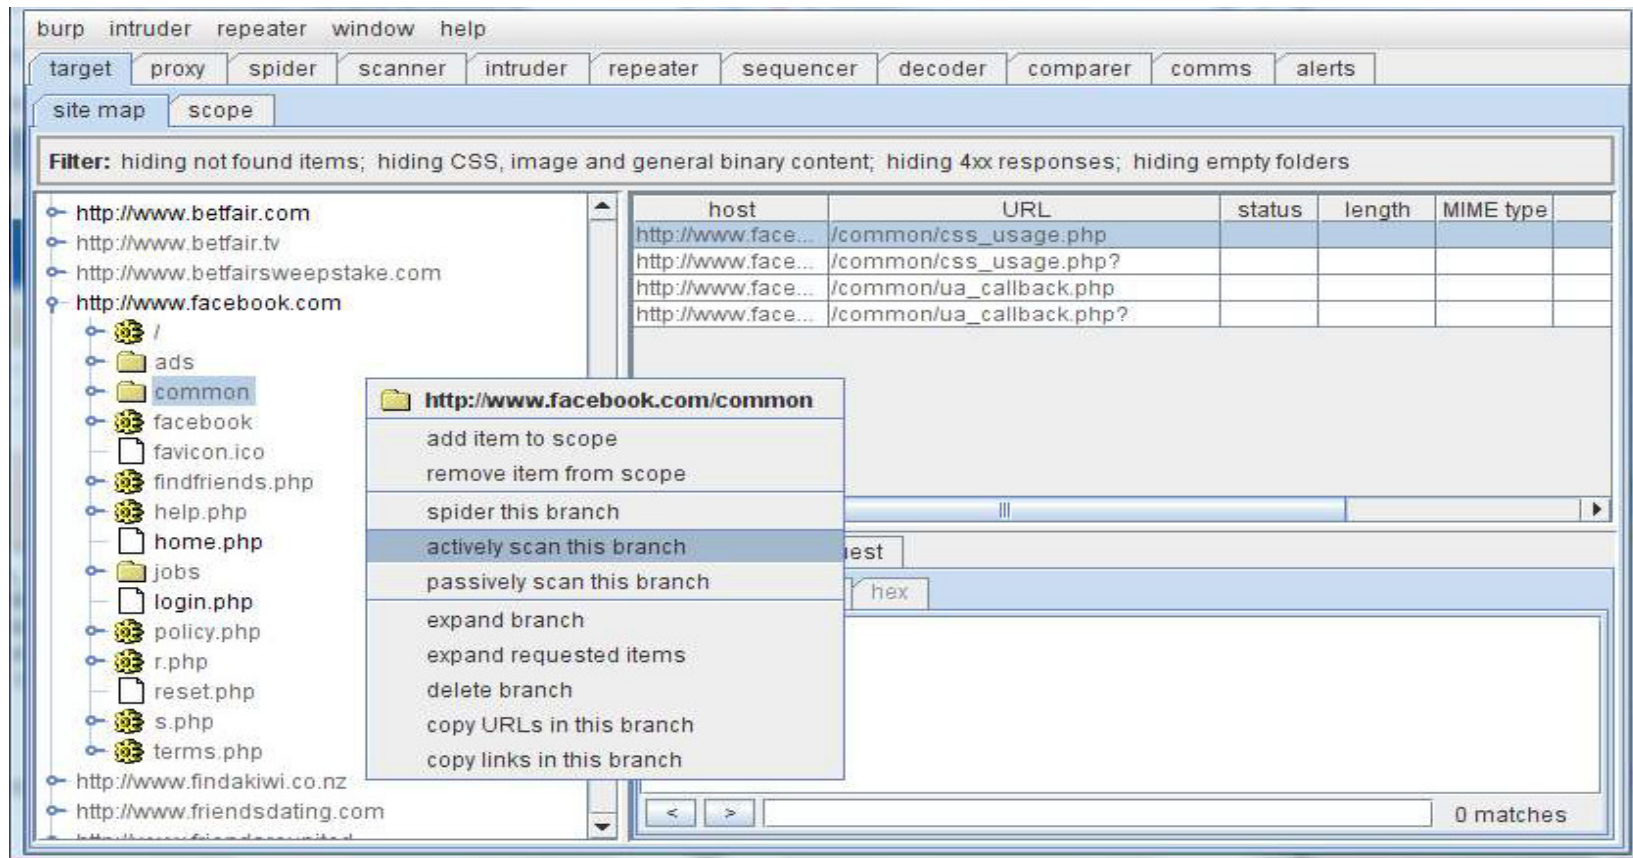 burp intruder repeater window help
target proxy spider scanner intruder repeater sequencer decoder comparer comms alerts
site map scope
Filter: hiding not found items; hiding CSS, image and general binary content; hiding 4xx responses; hiding empty folders
http://www.betfair.com
http://www.betfair.tv
http://www.betfairsweepstake.com
http://www.facebook.com
/
ads
common
facebook
favicon.ico
findfriends.php
help.php
home.php
jobs
login.php
policy.php
r.php
reset.php
s.php
terms.php
http://www.findakiwi.co.nz
http://www.friendsdating.com
http://www.facebook.com/common
add item to scope
remove item from scope
spider this branch
actively scan this branch
passively scan this branch
expand branch
expand requested items
delete branch
copy URLs in this branch
copy links in this branch
host URL status length MIME type
http://www.face... /common/css_usage.php
http://www.face... /common/css_usage.php?
http://www.face... /common/ua_callback.php
http://www.face... /common/ua_callback.php?
hex
< > 0 matches